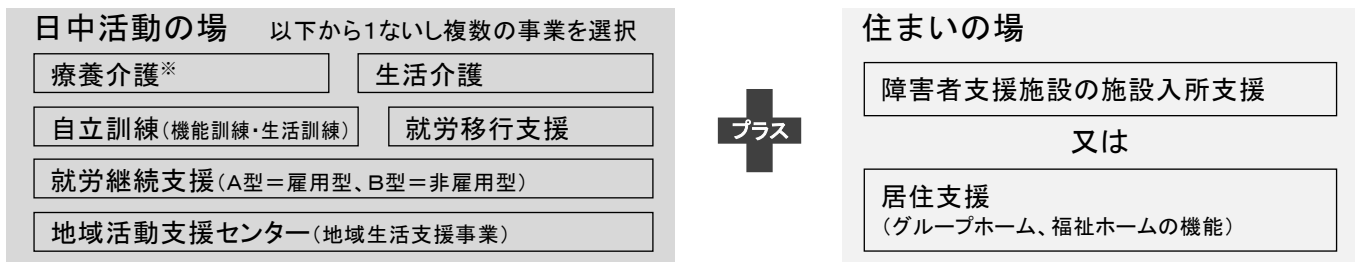 日中活動の場 以下から1ないし複数の事業を選択
療養介護※ 生活介護
自立訓練(機能訓練・生活訓練) 就労移行支援
就労継続支援(A型=雇用型、B型=非雇用型)
地域活動支援センター(地域生活支援事業)
プラス
住まいの場
障害者支援施設の施設入所支援
又は
居住支援
(グループホーム、福祉ホームの機能)